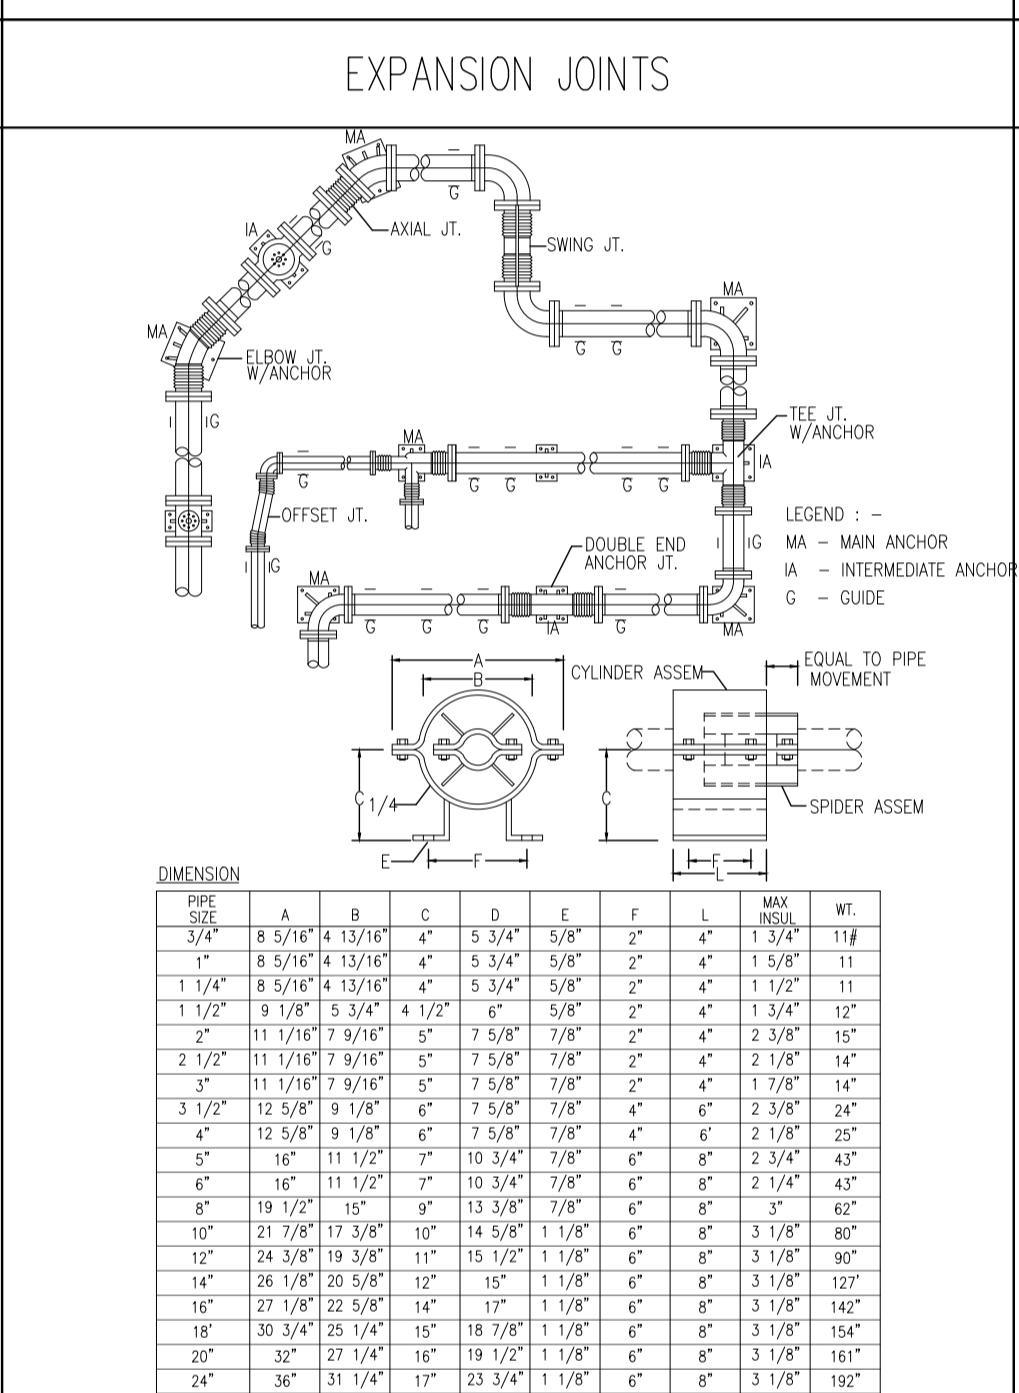 EXPANSION JOINTS
MA
G
AXIAL JT.
IA
G
SWING JT.
MA
MA
ELBOW JT.
W/ANCHOR
G G
IG
TEE JT.
W/ANCHOR
MA
IA
G
G G
G G
OFFSET JT.
LEGEND : -
MA - MAIN ANCHOR
IA - INTERMEDIATE ANCHOR
G - GUIDE
DOUBLE END
ANCHOR JT.
IG
IG
MA
G G G
IA
G
MA
A
B
CYLINDER ASSEM
EQUAL TO PIPE
MOVEMENT
C
1/4
C
SPIDER ASSEM
E
F
F
L
DIMENSION
PIPE SIZE A B C D E F L MAX INSUL WT.
3/4" 8 5/16" 4 13/16" 4" 5 3/4" 5/8" 2" 4" 1 3/4" 11#
1" 8 5/16" 4 13/16" 4" 5 3/4" 5/8" 2" 4" 1 5/8" 11
1 1/4" 8 5/16" 4 13/16" 4" 5 3/4" 5/8" 2" 4" 1 1/2" 11
1 1/2" 9 1/8" 5 3/4" 4 1/2" 6" 5/8" 2" 4" 1 3/4" 12"
2" 11 1/16" 7 9/16" 5" 7 5/8" 7/8" 2" 4" 2 3/8" 15"
2 1/2" 11 1/16" 7 9/16" 5" 7 5/8" 7/8" 2" 4" 2 1/8" 14"
3" 11 1/16" 7 9/16" 5" 7 5/8" 7/8" 2" 4" 1 7/8" 14"
3 1/2" 12 5/8" 9 1/8" 6" 7 5/8" 7/8" 4" 6" 2 3/8" 24"
4" 12 5/8" 9 1/8" 6" 7 5/8" 7/8" 4" 6' 2 1/8" 25"
5" 16" 11 1/2" 7" 10 3/4" 7/8" 6" 8" 2 3/4" 43"
6" 16" 11 1/2" 7" 10 3/4" 7/8" 6" 8" 2 1/4" 43"
8" 19 1/2" 15" 9" 13 3/8" 7/8" 6" 8" 3" 62"
10" 21 7/8" 17 3/8" 10" 14 5/8" 1 1/8" 6" 8" 3 1/8" 80"
12" 24 3/8" 19 3/8" 11" 15 1/2" 1 1/8" 6" 8" 3 1/8" 90"
14" 26 1/8" 20 5/8" 12" 15" 1 1/8" 6" 8" 3 1/8" 127'
16" 27 1/8" 22 5/8" 14" 17" 1 1/8" 6" 8" 3 1/8" 142"
18' 30 3/4" 25 1/4" 15" 18 7/8" 1 1/8" 6" 8" 3 1/8" 154"
20" 32" 27 1/4" 16" 19 1/2" 1 1/8" 6" 8" 3 1/8" 161"
24" 36" 31 1/4" 17" 23 3/4" 1 1/8" 6" 8" 3 1/8" 192"